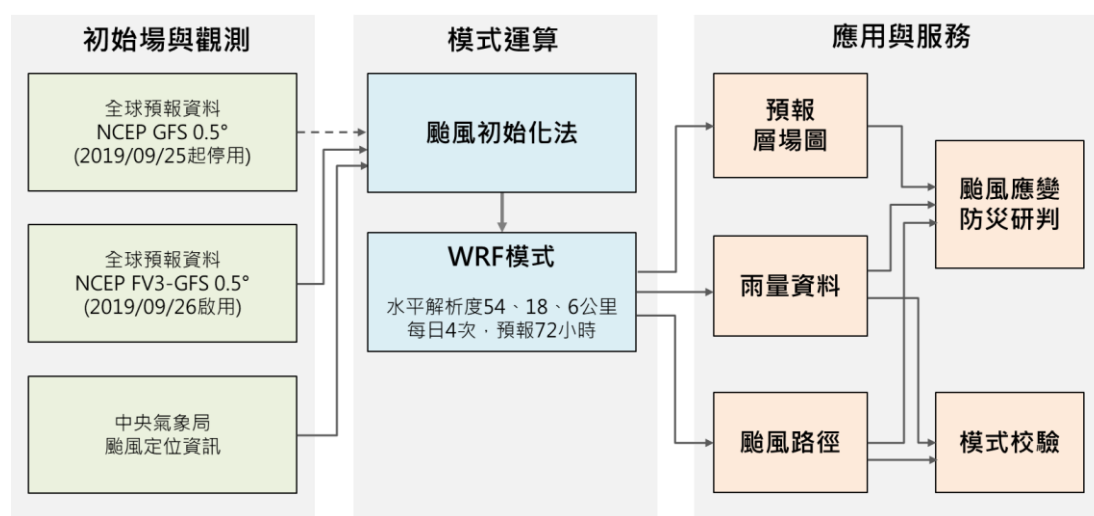 初始場與觀測
全球預報資料
NCEP GFS 0.5°
(2019/09/25起停用)
全球預報資料
NCEP FV3-GFS 0.5°
(2019/09/26啟用)
中央氣象局
颱風定位資訊
模式運算
颱風初始化法
WRF模式
水平解析度54、18、6公里
每日4次，預報72小時
應用與服務
預報
層場圖
雨量資料
颱風路徑
颱風應變
防災研判
模式校驗